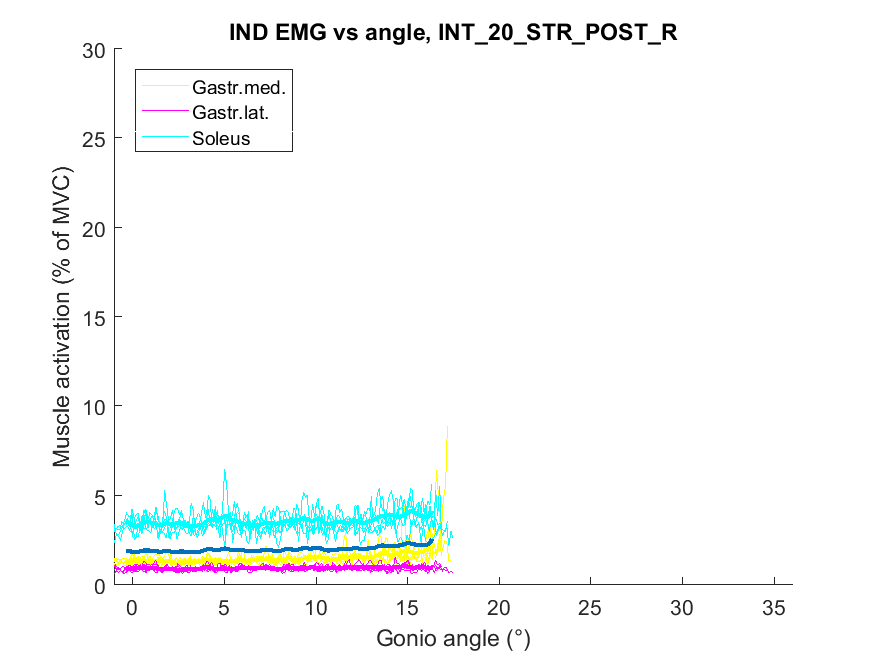 IND EMG vs angle, INT_20_STR_POST_R
30
25
20
15
10
5
0
Muscle activation (% of MVC)
Gastr.med.
Gastr.lat.
Soleus
0 5 10 15 20 25 30 35
Gonio angle (°)